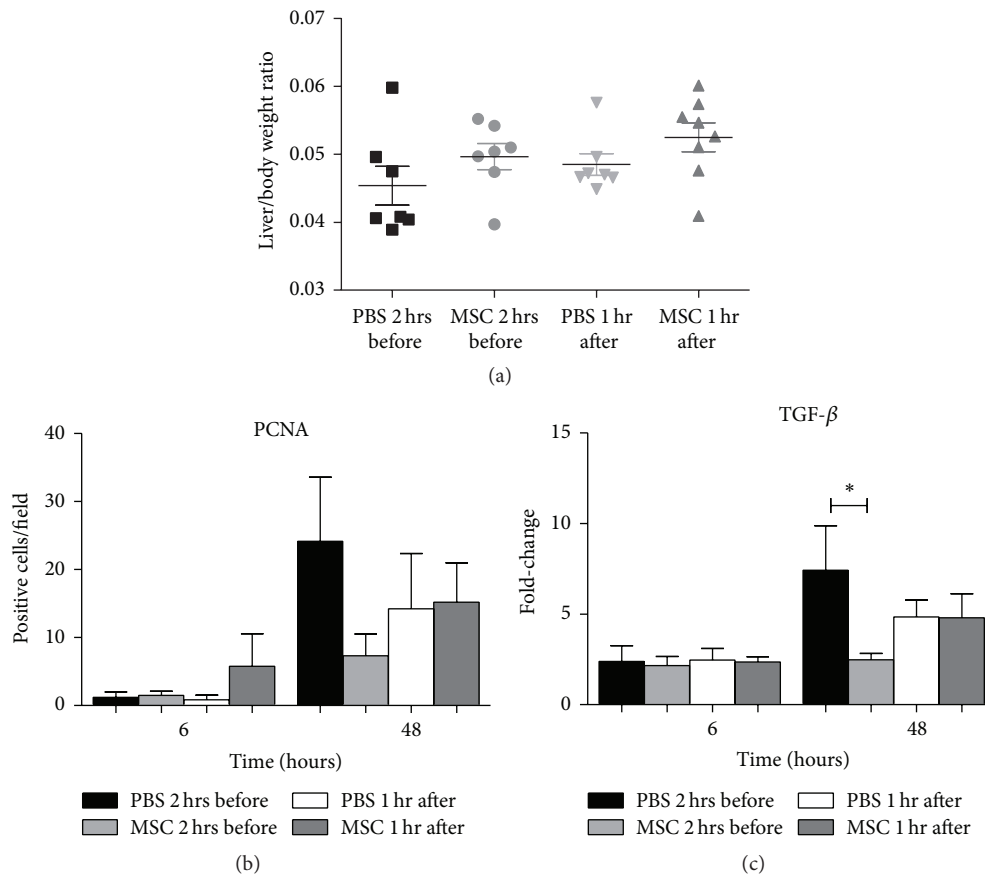 0.07
0.06
0.05
0.04
0.03
Liver/body weight ratio
PBS 2 hrs
before
MSC 2 hrs
before
PBS 1 hr
after
MSC 1 hr
after
(a)
PCNA
40
30
20
10
0
Positive cells/field
6
48
Time (hours)
PBS 2 hrs before
PBS 1 hr after
MSC 2 hrs before
MSC 1 hr after
(b)
TGF-β
15
10
5
0
Fold-change
*
6
48
Time (hours)
PBS 2 hrs before
PBS 1 hr after
MSC 2 hrs before
MSC 1 hr after
(c)